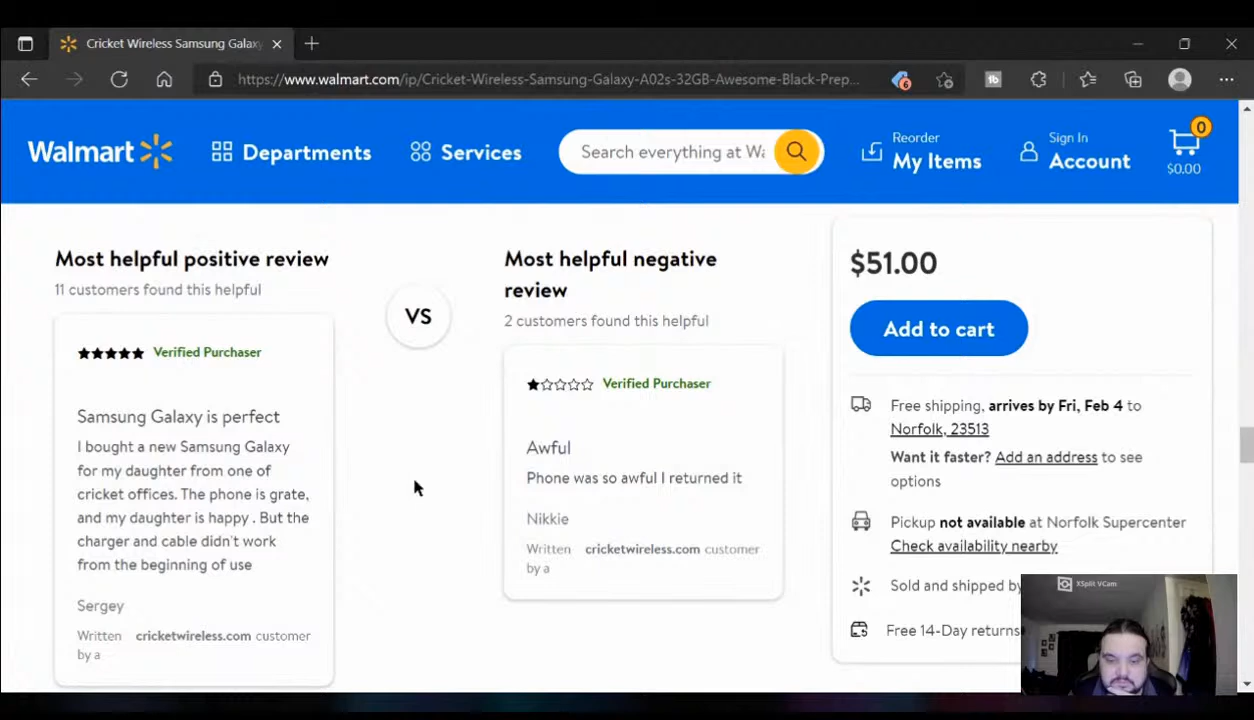 Cricket Wireless Samsung Galaxy
https://www.walmart.com/ip/Cricket-Wireless-Samsung-Galaxy-A02s-32GB-Awesome-Black-Prep...
6
tb
Walmart
Departments
Services
Search everything at Wa
Reorder
My Items
Sign In
Account
0
$0.00
Most helpful positive review
11 customers found this helpful
★★★★★ Verified Purchaser
Samsung Galaxy is perfect
I bought a new Samsung Galaxy
for my daughter from one of
cricket offices. The phone is grate,
and my daughter is happy . But the
charger and cable didn't work
from the beginning of use
Sergey
Written cricketwireless.com customer
by a
VS
Most helpful negative
review
2 customers found this helpful
★☆☆☆☆ Verified Purchaser
Awful
Phone was so awful I returned it
Nikkie
Written cricketwireless.com customer
by a
$51.00
Add to cart
Free shipping, arrives by Fri, Feb 4 to
Norfolk, 23513
Want it faster? Add an address to see
options
Pickup not available at Norfolk Supercenter
Check availability nearby
Sold and shipped by
Free 14-Day returns
XSplit VCam